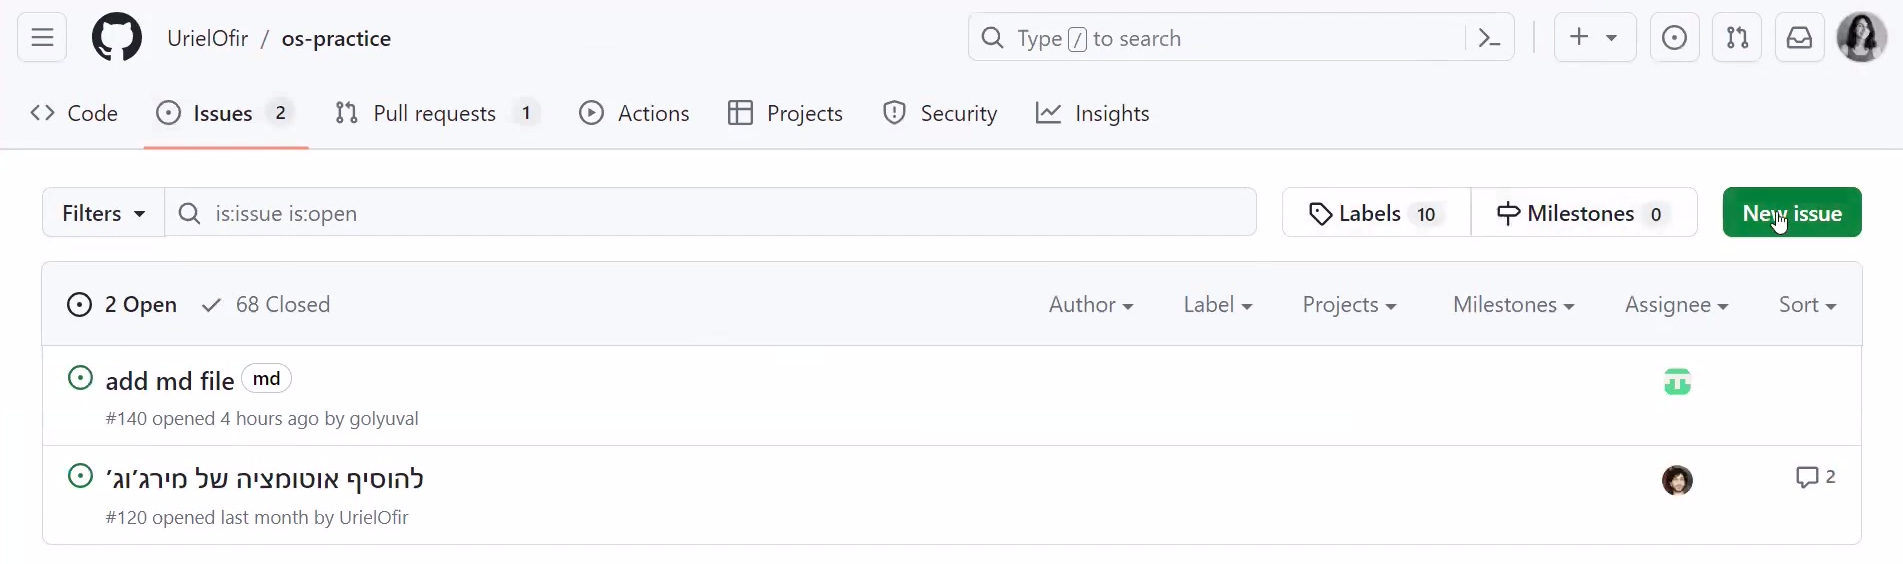 UrielOfir / os-practice
Type / to search
Code Issues 2 Pull requests 1 Actions Projects Security Insights
Filters is:issue is:open Labels 10 Milestones 0 New issue
2 Open 68 Closed Author Label Projects Milestones Assignee Sort
add md file md
#140 opened 4 hours ago by golyuval
להוסיף אוטומציה של מירג׳וג׳
2
#120 opened last month by UrielOfir